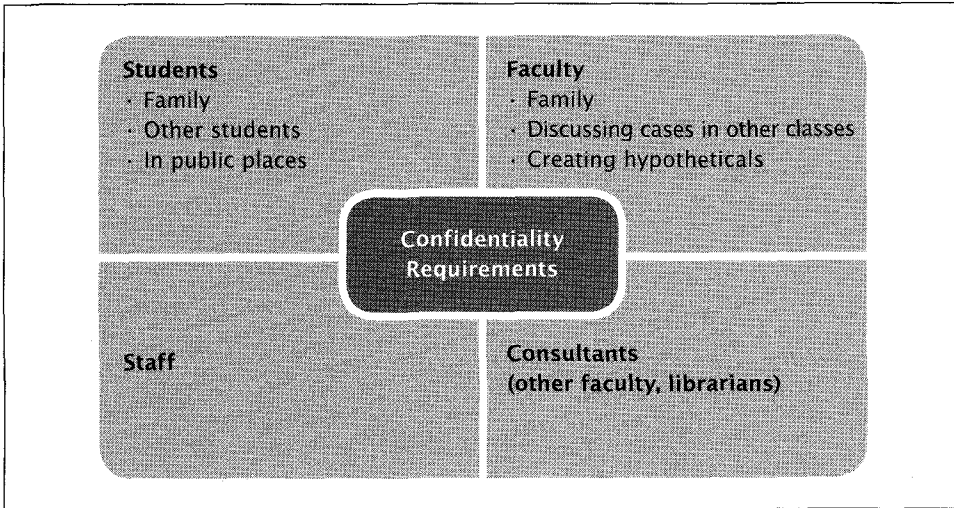 Students
· Family
· Other students
· In public places
Faculty
· Family
· Discussing cases in other classes
· Creating hypotheticals
Confidentiality
Requirements
Staff
Consultants
(other faculty, librarians)